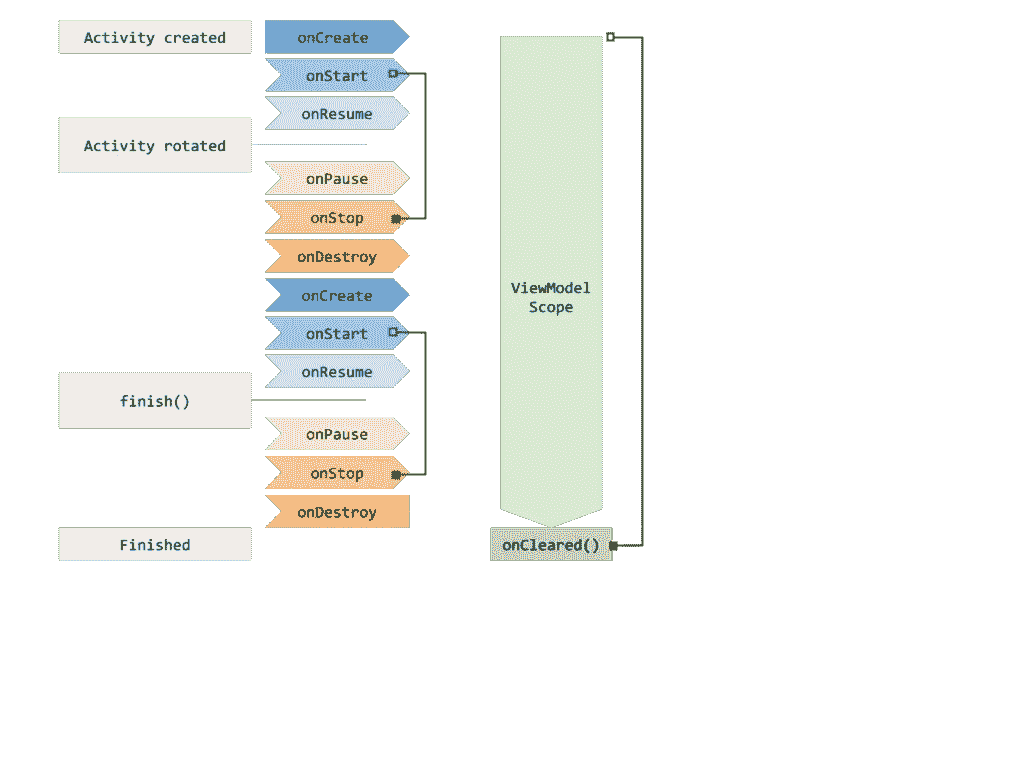 Activity created
onCreate
onStart
onResume
Activity rotated
onPause
onStop
onDestroy
onCreate
onStart
onResume
finish()
onPause
onStop
onDestroy
Finished
ViewModel
Scope
onCleared()